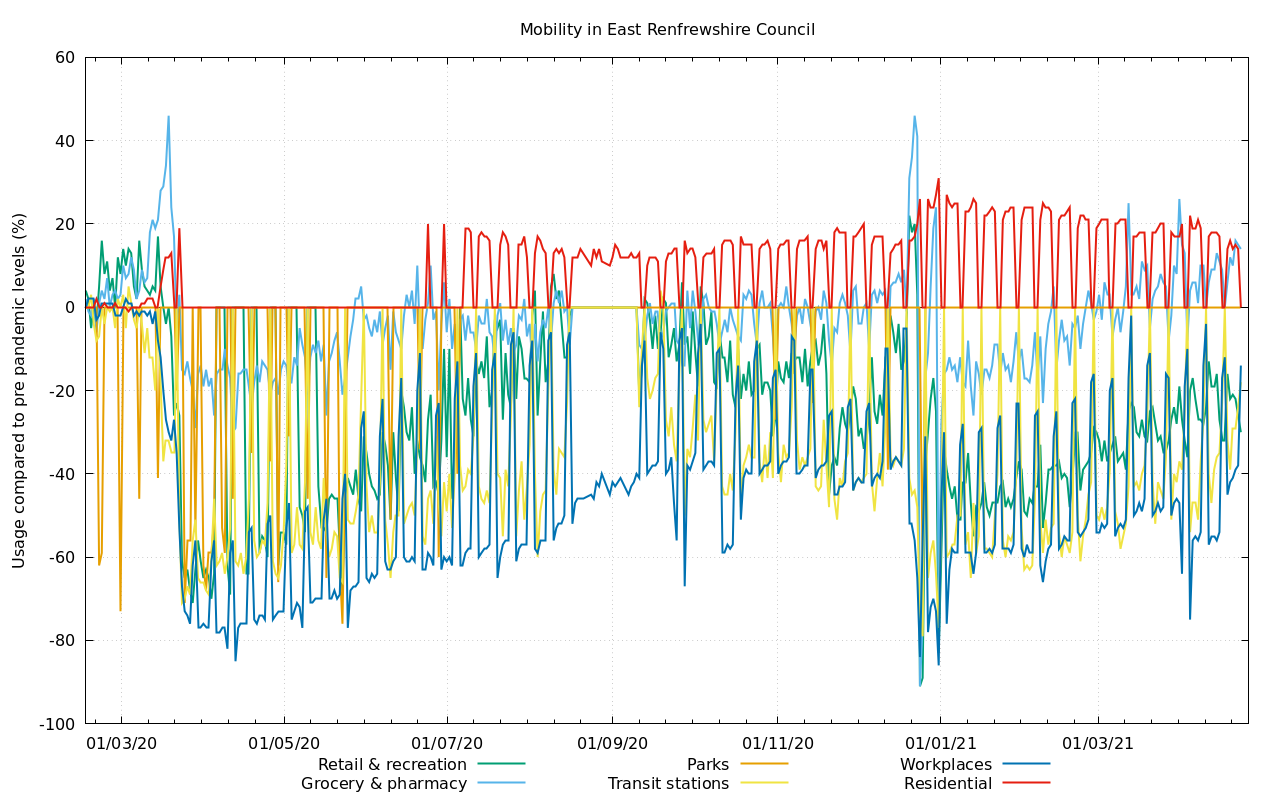 Mobility in East Renfrewshire Council
Usage compared to pre pandemic levels (%)
60
40
20
0
-20
-40
-60
-80
-100
01/03/20 01/05/20 01/07/20 01/09/20 01/11/20 01/01/21 01/03/21
Retail & recreation Parks Workplaces
Grocery & pharmacy Transit stations Residential